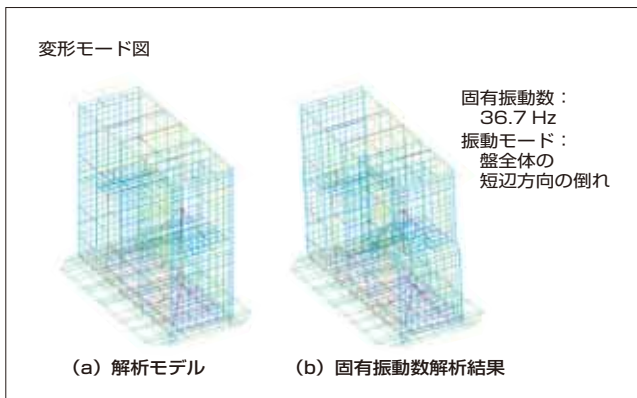 変形モード図
固有振動数：
36.7 Hz
振動モード：
盤全体の
短辺方向の倒れ
(a) 解析モデル
(b) 固有振動数解析結果